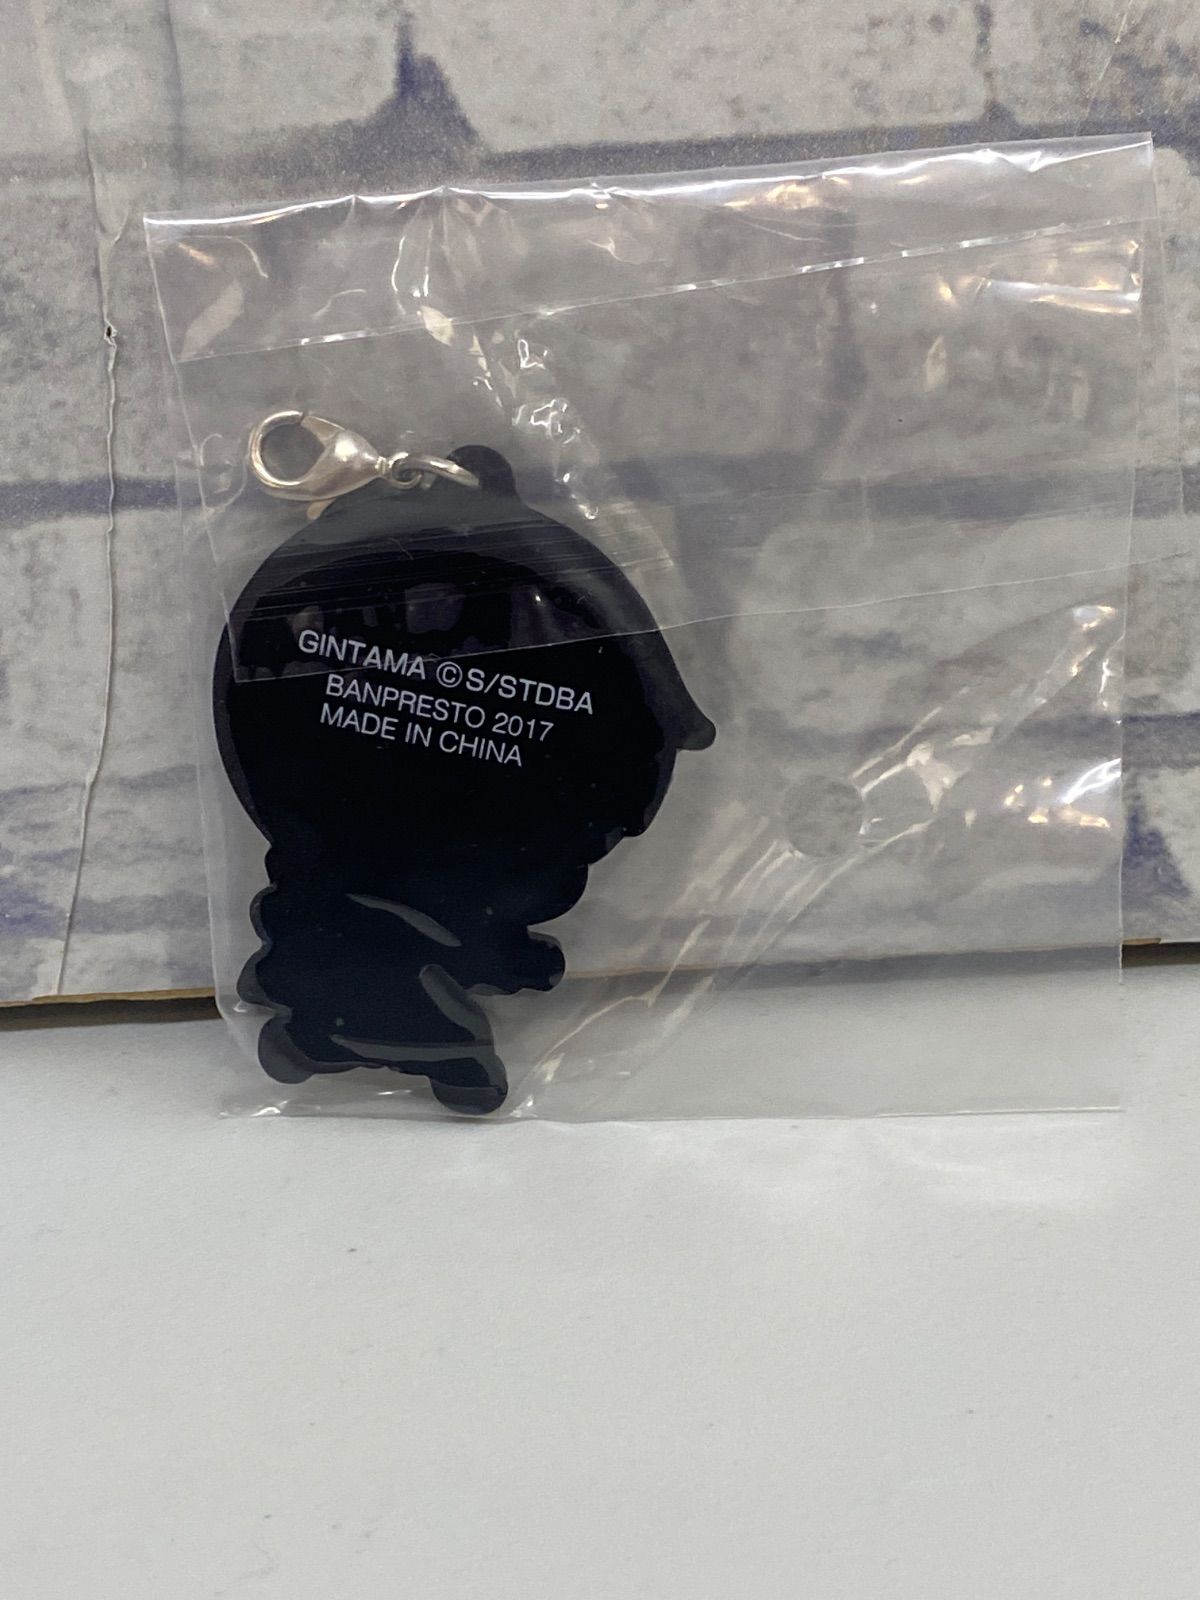 GINTAMA ©S/STDBA
BANPRESTO 2017
MADE IN CHINA